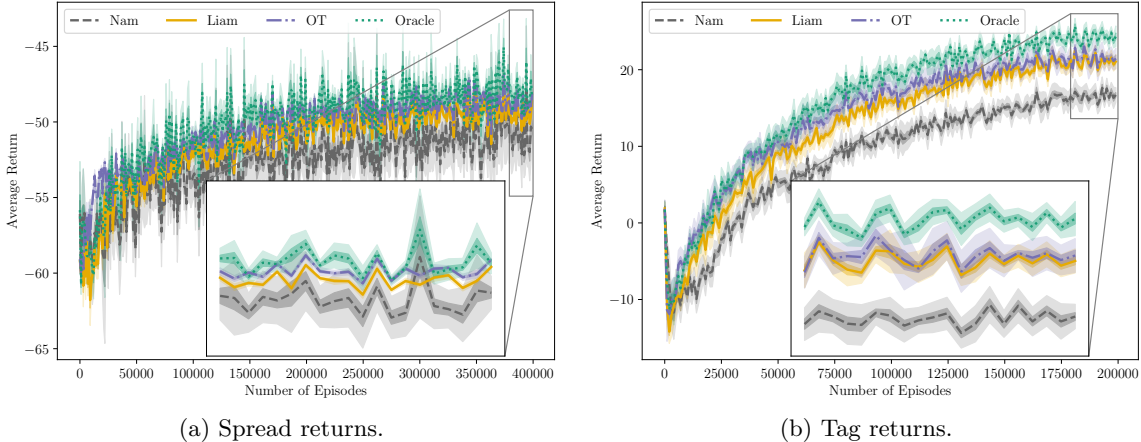 Nam Liam OT Oracle
−45
−50
−55
−60
−65
Average Return
0 50000 100000 150000 200000 250000 300000 350000 400000
Number of Episodes
(a) Spread returns.
Nam Liam OT Oracle
20
10
0
−10
Average Return
0 25000 50000 75000 100000 125000 150000 175000 200000
Number of Episodes
(b) Tag returns.